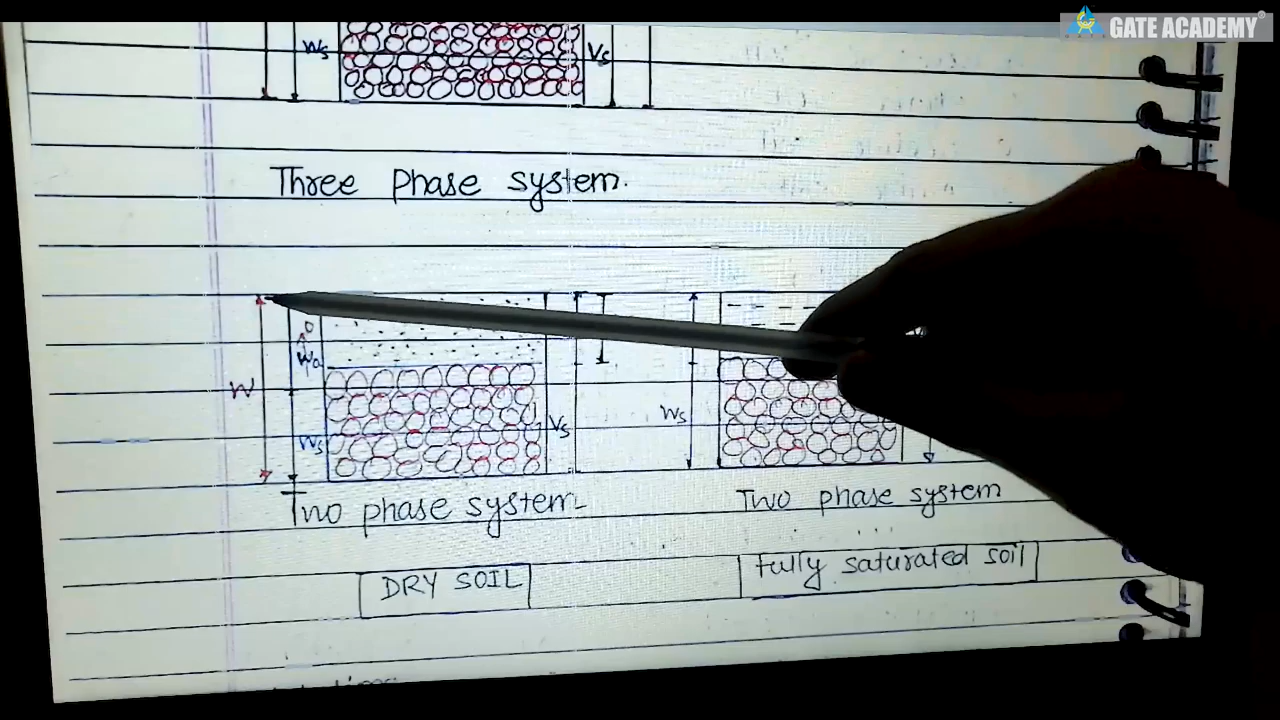 GATE ACADEMY®
Ws Vs
Three Phase system.
0
Wa
W Ws Vs Ws
Two phase system Two phase system
DRY SOIL Fully saturated soil